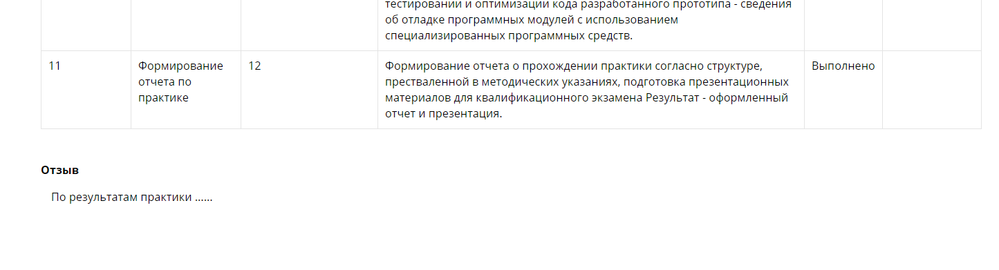 тестировании и оптимизации кода разработанного прототипа - сведения
об отладке программных модулей с использованием
специализированных программных средств.
11
Формирование
отчета по
практике
12
Формирование отчета о прохождении практики согласно структуре,
престваленной в методических указаниях, подготовка презентационных
материалов для квалификационного экзамена Результат - оформленный
отчет и презентация.
Выполнено
Отзыв
По результатам практики ......